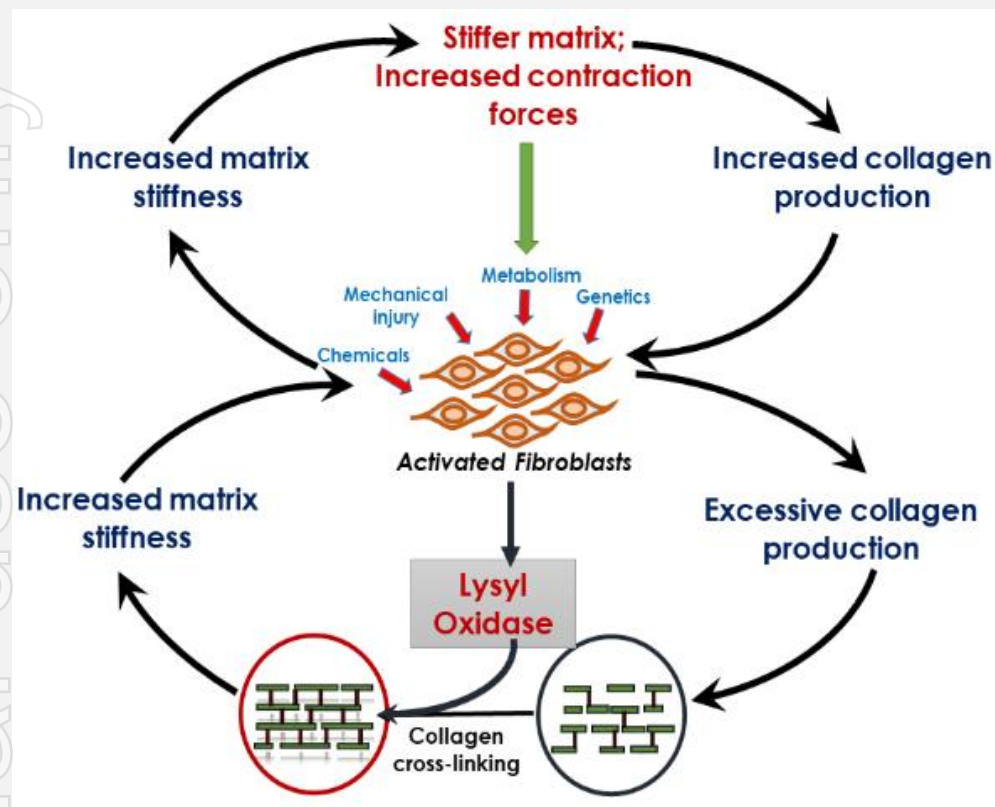 Stiffer matrix;
Increased contraction
forces
Increased matrix
stiffness
Increased collagen
production
Metabolism
Mechanical
injury
Genetics
Chemicals
Activated Fibroblasts
Increased matrix
stiffness
Excessive collagen
production
Lysyl
Oxidase
Collagen
cross-linking